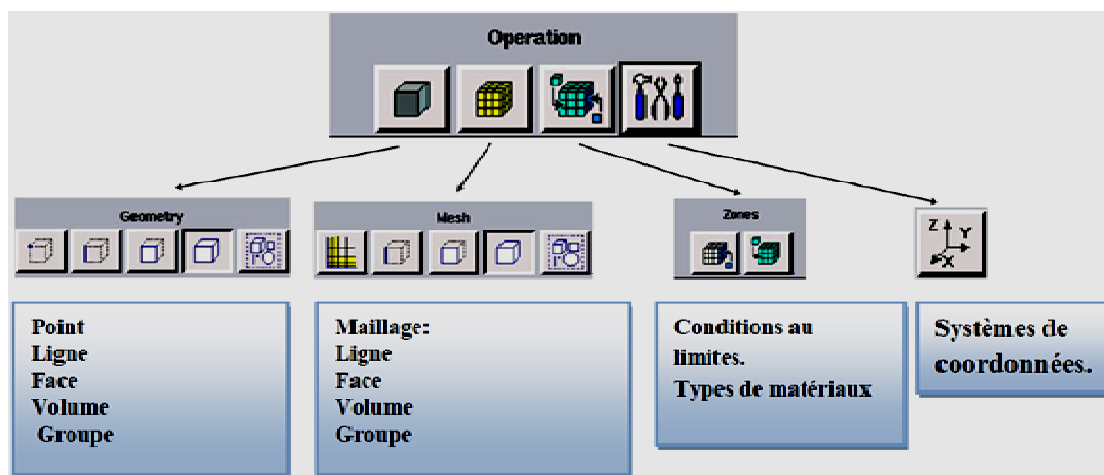 Operation
Geometry
Mesh
Zones
Z
Y
X
Point
Ligne
Face
Volume
Groupe
Maillage:
Ligne
Face
Volume
Groupe
Conditions au
limites.
Types de matériaux
Systèmes de
coordonnées.